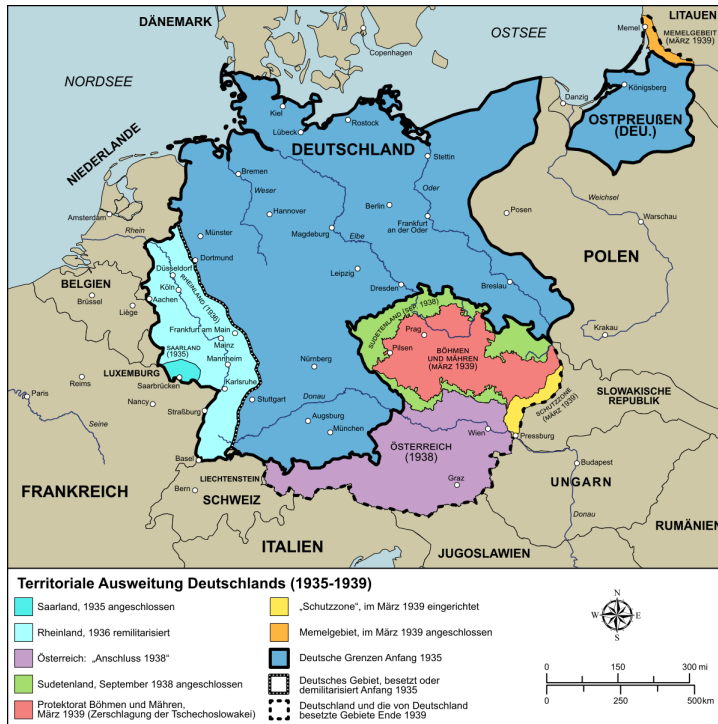 DÄNEMARK
LITAUEN
Memel
MEMELGEBEIT
(MÄRZ 1939)
OSTSEE
Copenhagen
NORDSEE
Königsberg
Danzig
OSTPREUßEN
(DEU.)
Kiel
Rostock
Lübeck
DEUTSCHLAND
Stettin
NIEDERLANDE
Bremen
Weser
Oder
Weichsel
Amsterdam
Hannover
Berlin
Posen
Warschau
Frankfurt
an der Oder
Rhein
Münster
Magdeburg
Elbe
Dortmund
POLEN
Düsseldorf
Leipzig
BELGIEN
Köln
RHEINLAND (1936)
Dresden
Breslau
Brüssel
Aachen
Liège
SUDETENLAND (SEP. 1938)
Frankfurt am Main
Prag
Krakau
SAARLAND
(1935)
Mainz
Pilsen
BÖHMEN
UND MÄHREN
(MÄRZ 1939)
Mannheim
Nürnberg
LUXEMBURG
Reims
Saarbrücken
Karlsruhe
SLOWAKISCHE
REPUBLIK
Paris
Nancy
Stuttgart
Donau
SCHUTZZONE
(MÄRZ 1939)
Straßburg
Augsburg
Seine
München
Wien
Pressburg
ÖSTERREICH
(1938)
Basel
Budapest
LIECHTENSTEIN
Graz
UNGARN
FRANKREICH
Bern
SCHWEIZ
Donau
RUMÄNIEN
ITALIEN
JUGOSLAWIEN
Territoriale Ausweitung Deutschlands (1935-1939)
Saarland, 1935 angeschlossen
Rheinland, 1936 remilitarisiert
Österreich: „Anschluss 1938”
Sudetenland, September 1938 angeschlossen
Protektorat Böhmen und Mähren,
März 1939 (Zerschlagung der Tschechoslowakei)
„Schutzzone”, im März 1939 eingerichtet
Memelgebiet, im März 1939 angeschlossen
Deutsche Grenzen Anfang 1935
Deutsches Gebiet, besetzt oder
demilitarisiert Anfang 1935
Deutschland und die von Deutschland
besetzte Gebiete Ende 1939
N
W E
S
0 150 300 mi
0 250 500km